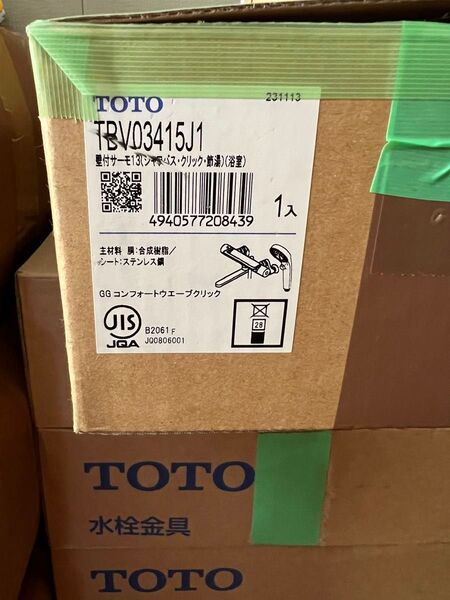 TOTO
231113
TBV03415J1
壁付サーモ13(シャワバス・クリック・節湯)(浴室)
4940577208439
1入
主材料 胴:合成樹脂/
シート:ステンレス鋼
GGコンフォートウエーブクリック
JIS
JQA
B2061F
JQ0806001
28
TOTO
水栓金具
TOTO